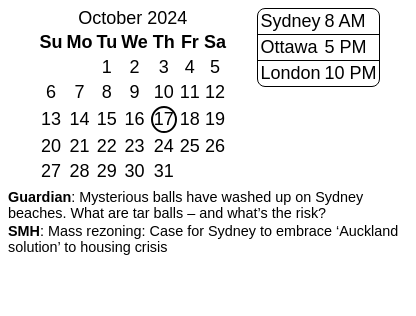 October 2024
Su Mo Tu We Th Fr Sa
1 2 3 4 5
6 7 8 9 10 11 12
13 14 15 16 17 18 19
20 21 22 23 24 25 26
27 28 29 30 31
Sydney 8 AM
Ottawa 5 PM
London 10 PM
Guardian: Mysterious balls have washed up on Sydney
beaches. What are tar balls – and what’s the risk?
SMH: Mass rezoning: Case for Sydney to embrace ‘Auckland
solution’ to housing crisis